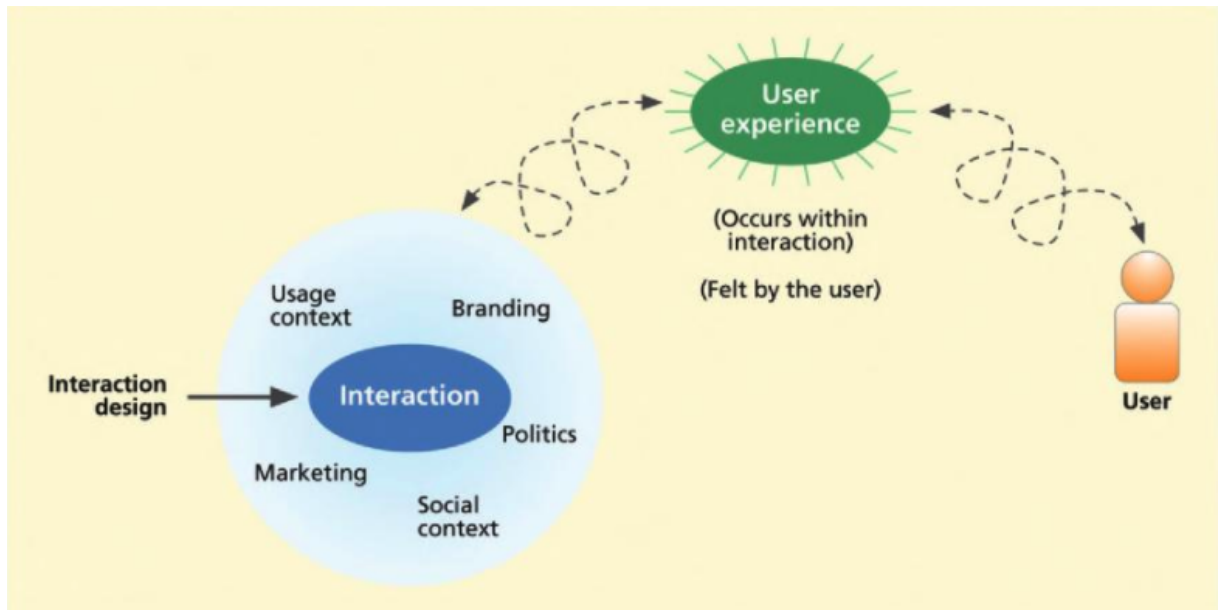 User
experience
(Occurs within
interaction)
(Felt by the user)
Usage
context
Branding
Interaction
design
Interaction
Politics
Marketing
Social
context
User